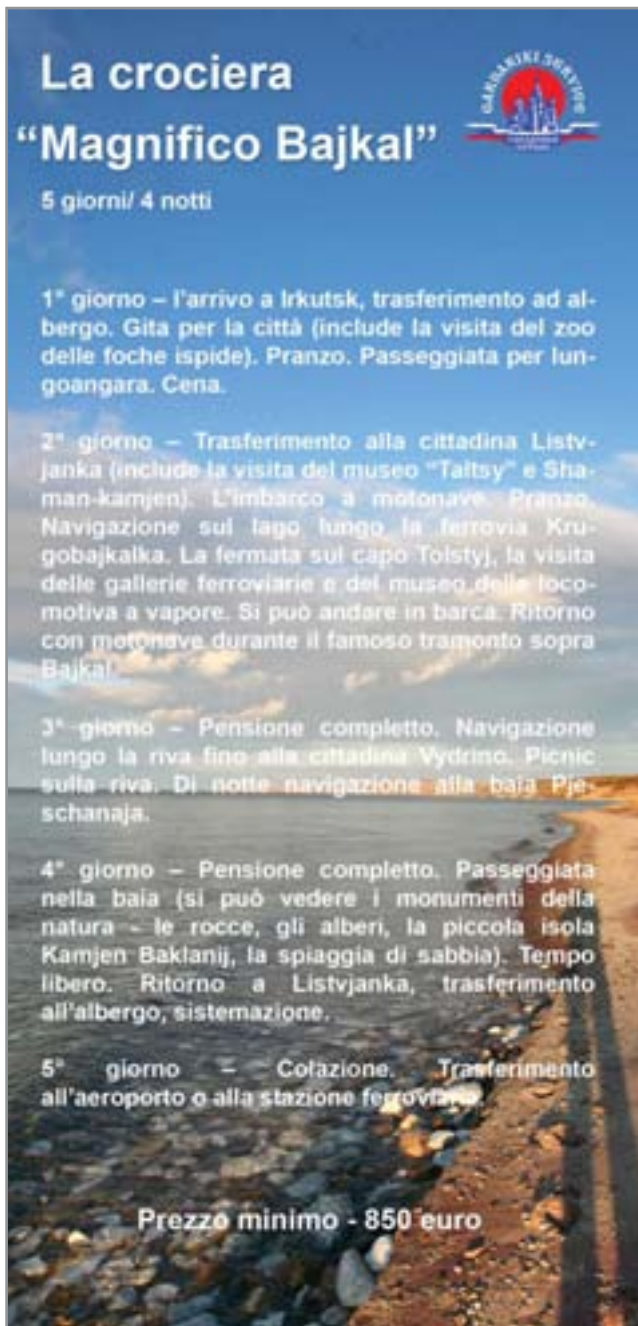 La crociera
“Magnifico Bajkal”
GARDARIKI SERVICE
5 giorni/ 4 notti
1° giorno – l’arrivo a Irkutsk, trasferimento ad al-
bergo. Gita per la città (include la visita del zoo
delle foche ispide). Pranzo. Passeggiata per lun-
goangara. Cena.
2° giorno – Trasferimento alla cittadina Listv-
janka (include la visita del museo “Taltsy” e Sha-
man-kamjen). L’imbarco a motonave. Pranzo.
Navigazione sul lago lungo la ferrovia Kru-
gobajkalka. La fermata sul capo Tolstyj, la visita
delle gallerie ferroviarie e del museo delle loco-
motiva a vapore. Si può andare in barca. Ritorno
con motonave durante il famoso tramonto sopra
Bajkal.
3° giorno – Pensione completto. Navigazione
lungo la riva fino alla cittadina Vydrino. Picnic
sulla riva. Di notte navigazione alla baia Pje-
schanaja.
4° giorno – Pensione completto. Passeggiata
nella baia (si può vedere i monumenti della
natura - le rocce, gli alberi, la piccola isola
Kamjen Baklanij, la spiaggia di sabbia). Tempo
libero. Ritorno a Listvjanka, trasferimento
all’albergo, sistemazione.
5° giorno – Colazione. Trasferimento
all’aeroporto o alla stazione ferroviaria.
Prezzo minimo - 850 euro